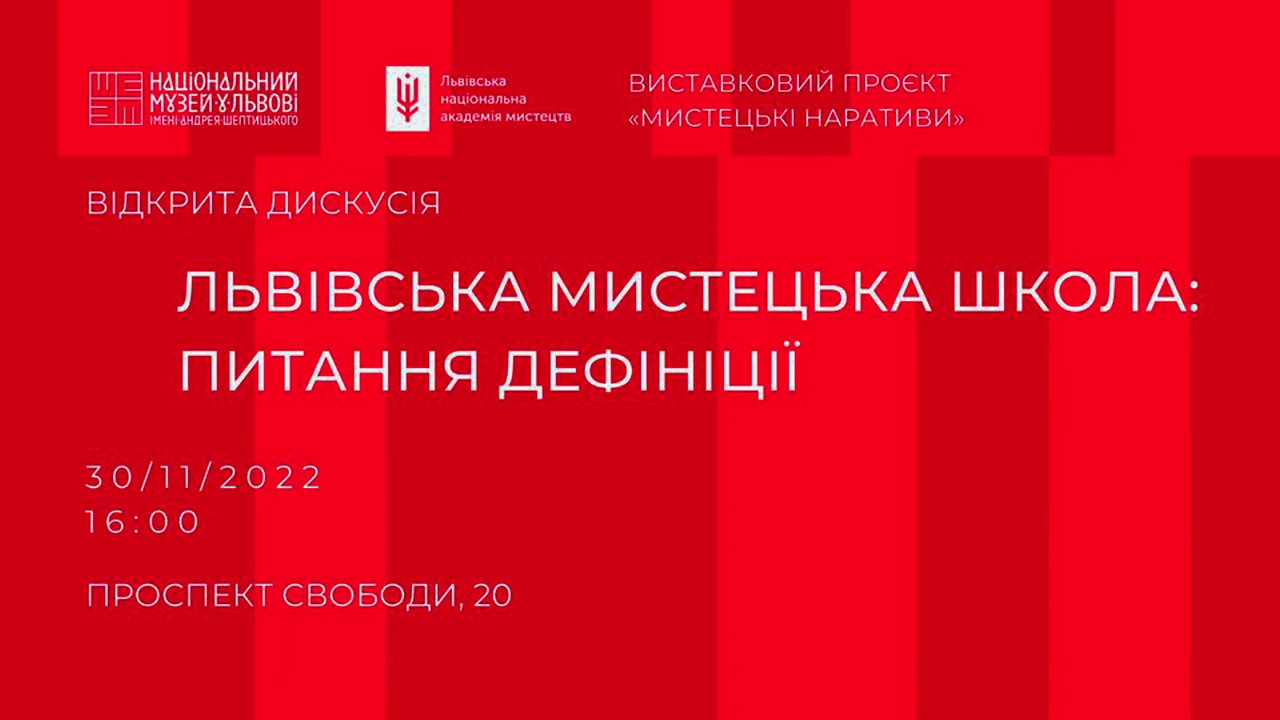 НАЦІОНАЛЬНИЙ
МУЗЕЙ·У·ЛЬВОВІ
ІМЕНІ·АНДРЕЯ·ШЕПТИЦЬКОГО
Львівська
національна
академія мистецтв
ВИСТАВКОВИЙ ПРОЄКТ
«МИСТЕЦЬКІ НАРАТИВИ»
ВІДКРИТА ДИСКУСІЯ
ЛЬВІВСЬКА МИСТЕЦЬКА ШКОЛА:
ПИТАННЯ ДЕФІНІЦІЇ
30/11/2022
16:00
ПРОСПЕКТ СВОБОДИ, 20